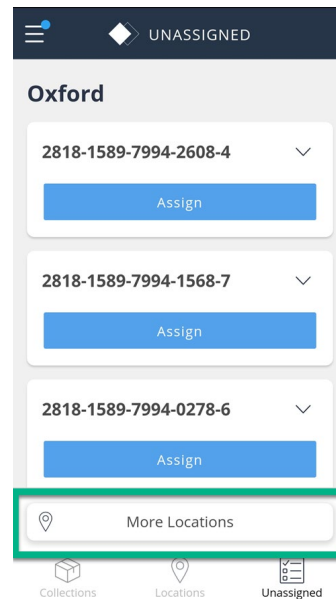 UNASSIGNED
Oxford
2818-1589-7994-2608-4
Assign
2818-1589-7994-1568-7
Assign
2818-1589-7994-0278-6
Assign
More Locations
Collections Locations Unassigned